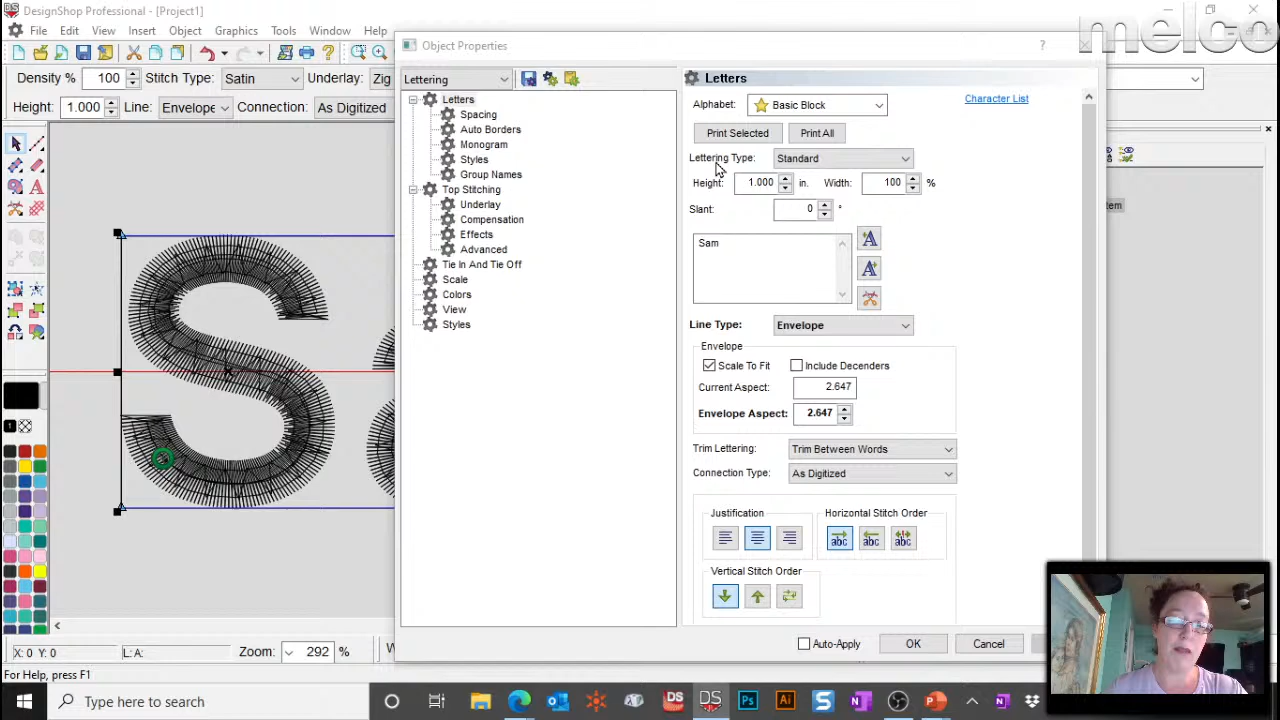 DesignShop Professional - [Project1]
melco
File Edit View Insert Object Graphics Tools Window Help
Density % 100 Stitch Type: Satin Underlay: Zig
Height: 1.000 Line: Envelope Connection: As Digitized
Object Properties
?
Lettering
Letters
Spacing
Auto Borders
Monogram
Styles
Group Names
Top Stitching
Underlay
Compensation
Effects
Advanced
Tie In And Tie Off
Scale
Colors
View
Styles
Letters
Alphabet: Basic Block Character List
Print Selected Print All
Lettering Type: Standard
Height: 1.000 in. Width: 100 %
Slant: 0 °
Sam
Line Type: Envelope
Envelope
Scale To Fit Include Decenders
Current Aspect: 2.647
Envelope Aspect: 2.647
Trim Lettering: Trim Between Words
Connection Type: As Digitized
Justification Horizontal Stitch Order
abc abc abc
Vertical Stitch Order
Auto-Apply OK Cancel
X: 0 Y: 0 L: A: Zoom: 292 %
For Help, press F1
Type here to search
DS DS Ps Ai S N P N